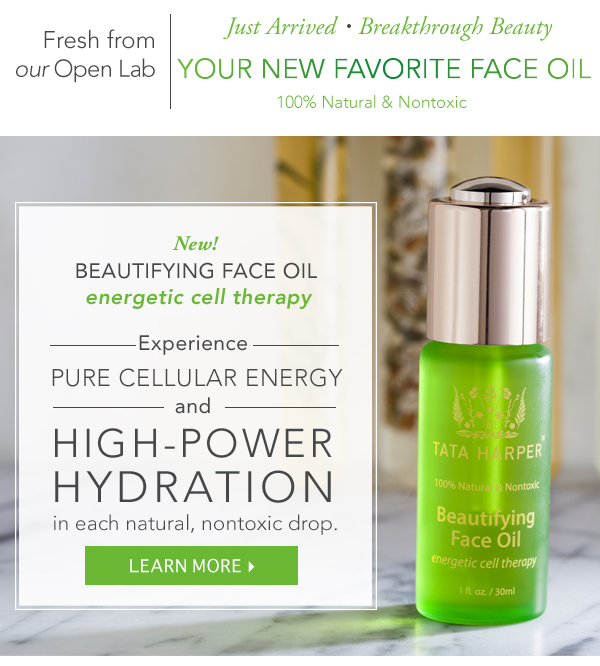 Fresh from
our Open Lab
Just Arrived • Breakthrough Beauty
YOUR NEW FAVORITE FACE OIL
100% Natural & Nontoxic
New!
BEAUTIFYING FACE OIL
energetic cell therapy
Experience
PURE CELLULAR ENERGY
and
HIGH-POWER
HYDRATION
in each natural, nontoxic drop.
LEARN MORE
TATA HARPER™
100% Natural & Nontoxic
Beautifying
Face Oil
energetic cell therapy
1 fl. oz. / 30ml